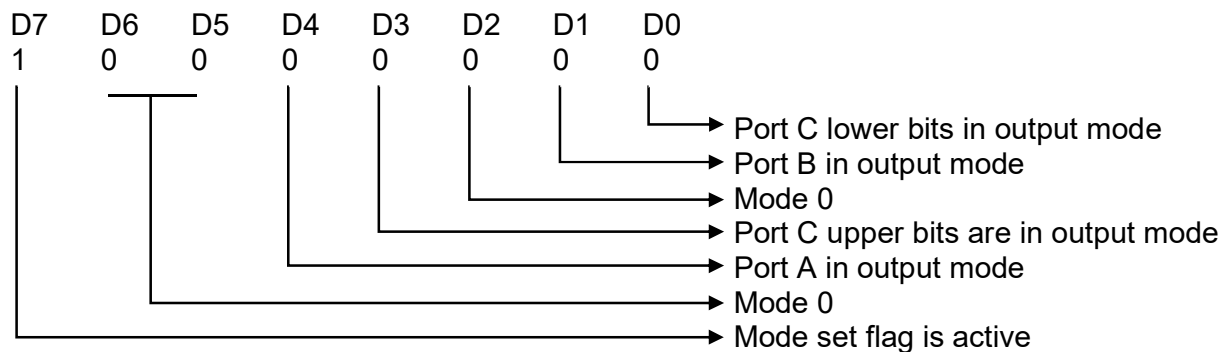 D7 D6 D5 D4 D3 D2 D1 D0
1 0 0 0 0 0 0 0
Port C lower bits in output mode
Port B in output mode
Mode 0
Port C upper bits are in output mode
Port A in output mode
Mode 0
Mode set flag is active